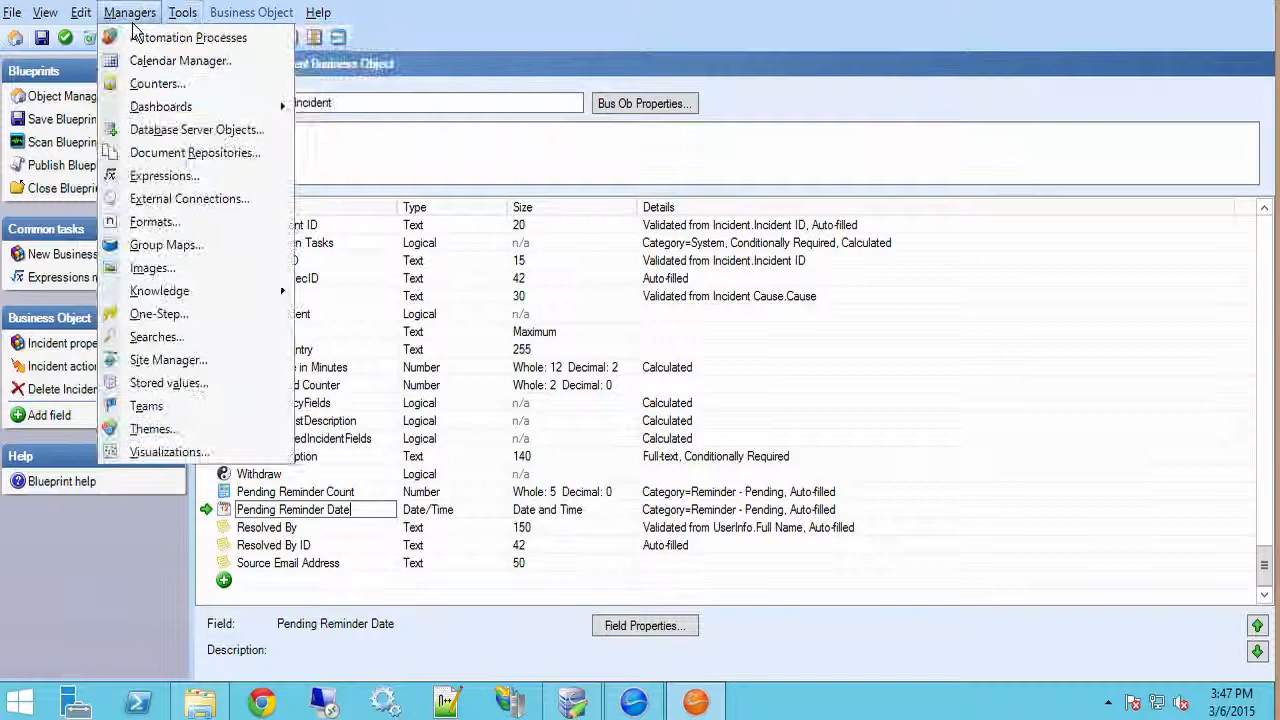 File View Edit Managers Tools Business Object Help
Automation Processes
Calendar Manager..
Counters...
Dashboards
Database Server Objects...
Document Repositories...
Expressions...
External Connections...
Formats...
Group Maps...
Images...
Knowledge
One-Step...
Searches...
Site Manager...
Stored values...
Teams
Themes...
Visualizations...
Blueprints
Object Manag
Save Blueprin
Scan Blueprin
Publish Bluep
Close Blueprin
Common tasks
New Business
Expressions n
Business Object
Incident prope
Incident action
Delete Inciden
Add field
Help
Blueprint help
nt Business Object
Incident Bus Ob Properties...
Type Size Details
nt ID Text 20 Validated from Incident.Incident ID, Auto-filled
n Tasks Logical n/a Category=System, Conditionally Required, Calculated
D Text 15 Validated from Incident.Incident ID
ecID Text 42 Auto-filled
Text 30 Validated from Incident Cause.Cause
ent Logical n/a
Text Maximum
ntry Text 255
e in Minutes Number Whole: 12 Decimal: 2 Calculated
d Counter Number Whole: 2 Decimal: 0
cyFields Logical n/a Calculated
stDescription Logical n/a Calculated
edIncidentFields Logical n/a Calculated
ption Text 140 Full-text, Conditionally Required
Withdraw Logical n/a
Pending Reminder Count Number Whole: 5 Decimal: 0 Category=Reminder - Pending, Auto-filled
Pending Reminder Date Date/Time Date and Time Category=Reminder - Pending, Auto-filled
Resolved By Text 150 Validated from UserInfo.Full Name, Auto-filled
Resolved By ID Text 42 Auto-filled
Source Email Address Text 50
Field: Pending Reminder Date Field Properties...
Description:
3:47 PM
3/6/2015